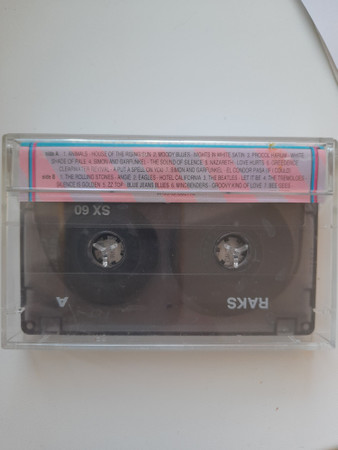 side A 1. ANIMALS - HOUSE OF THE RISING SUN 2. MOODY BLUES - NIGHTS IN WHITE SATIN 3. PROCOL HARUM - WHITE
SHADE OF PALE 4. SIMON AND GARFUNKEL - THE SOUND OF SILENCE 5. NAZARETH - LOVE HURTS 6. CREEDENCE
CLEARWATER REVIVAL - I PUT A SPELL ON YOU 7. SIMON AND GARFUNKEL - EL CONDOR PASA (IF I COULD)
side B 1. THE ROLLING STONES - ANGIE 2. EAGLES - HOTEL CALIFORNIA 3. THE BEATLES - LET IT BE 4. THE TREMELOES
SILENCE IS GOLDEN 5. ZZ TOP - BLUE JEANS BLUES 6. MINDBENDERS - GROOVY KIND OF LOVE 7. BEE GEES
SX 60
A
RAKS